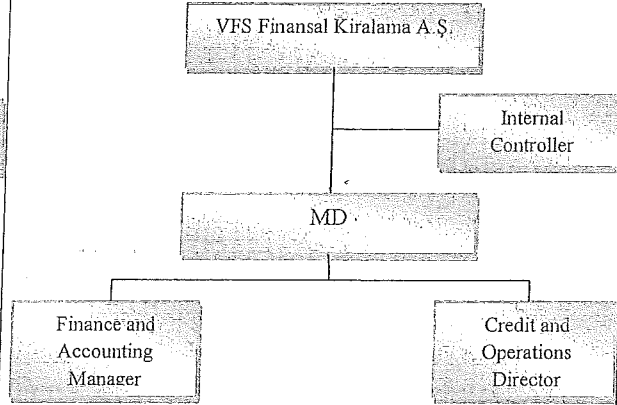 VFS Finansal Kiralama A.Ş.
Internal
Controller
MD
Finance and
Accounting
Manager
Credit and
Operations
Director